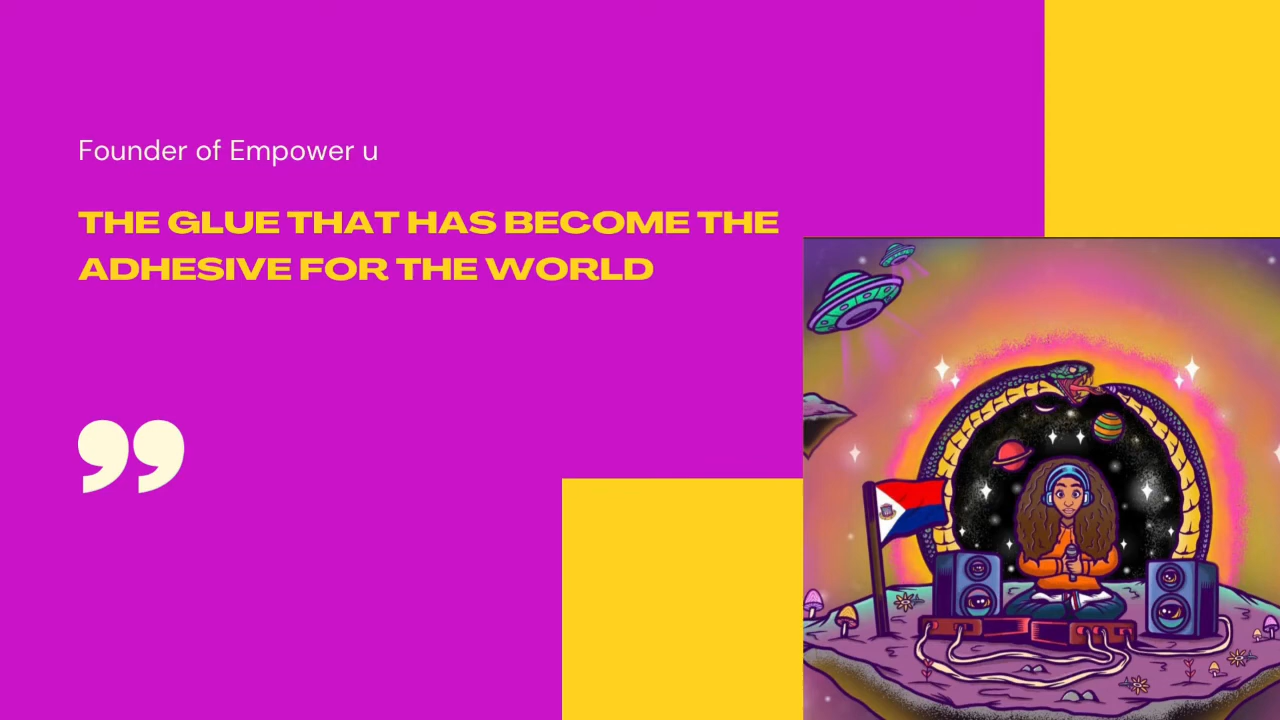 Founder of Empower u
THE GLUE THAT HAS BECOME THE
ADHESIVE FOR THE WORLD
”